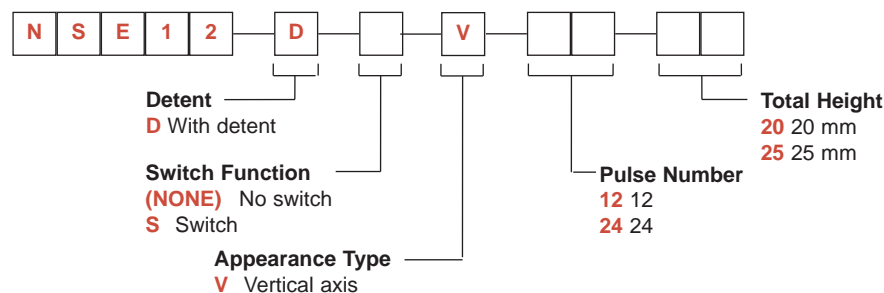 N S E 1 2 D V
Detent
D With detent
Switch Function
(NONE) No switch
S Switch
Appearance Type
V Vertical axis
Pulse Number
12 12
24 24
Total Height
20 20 mm
25 25 mm